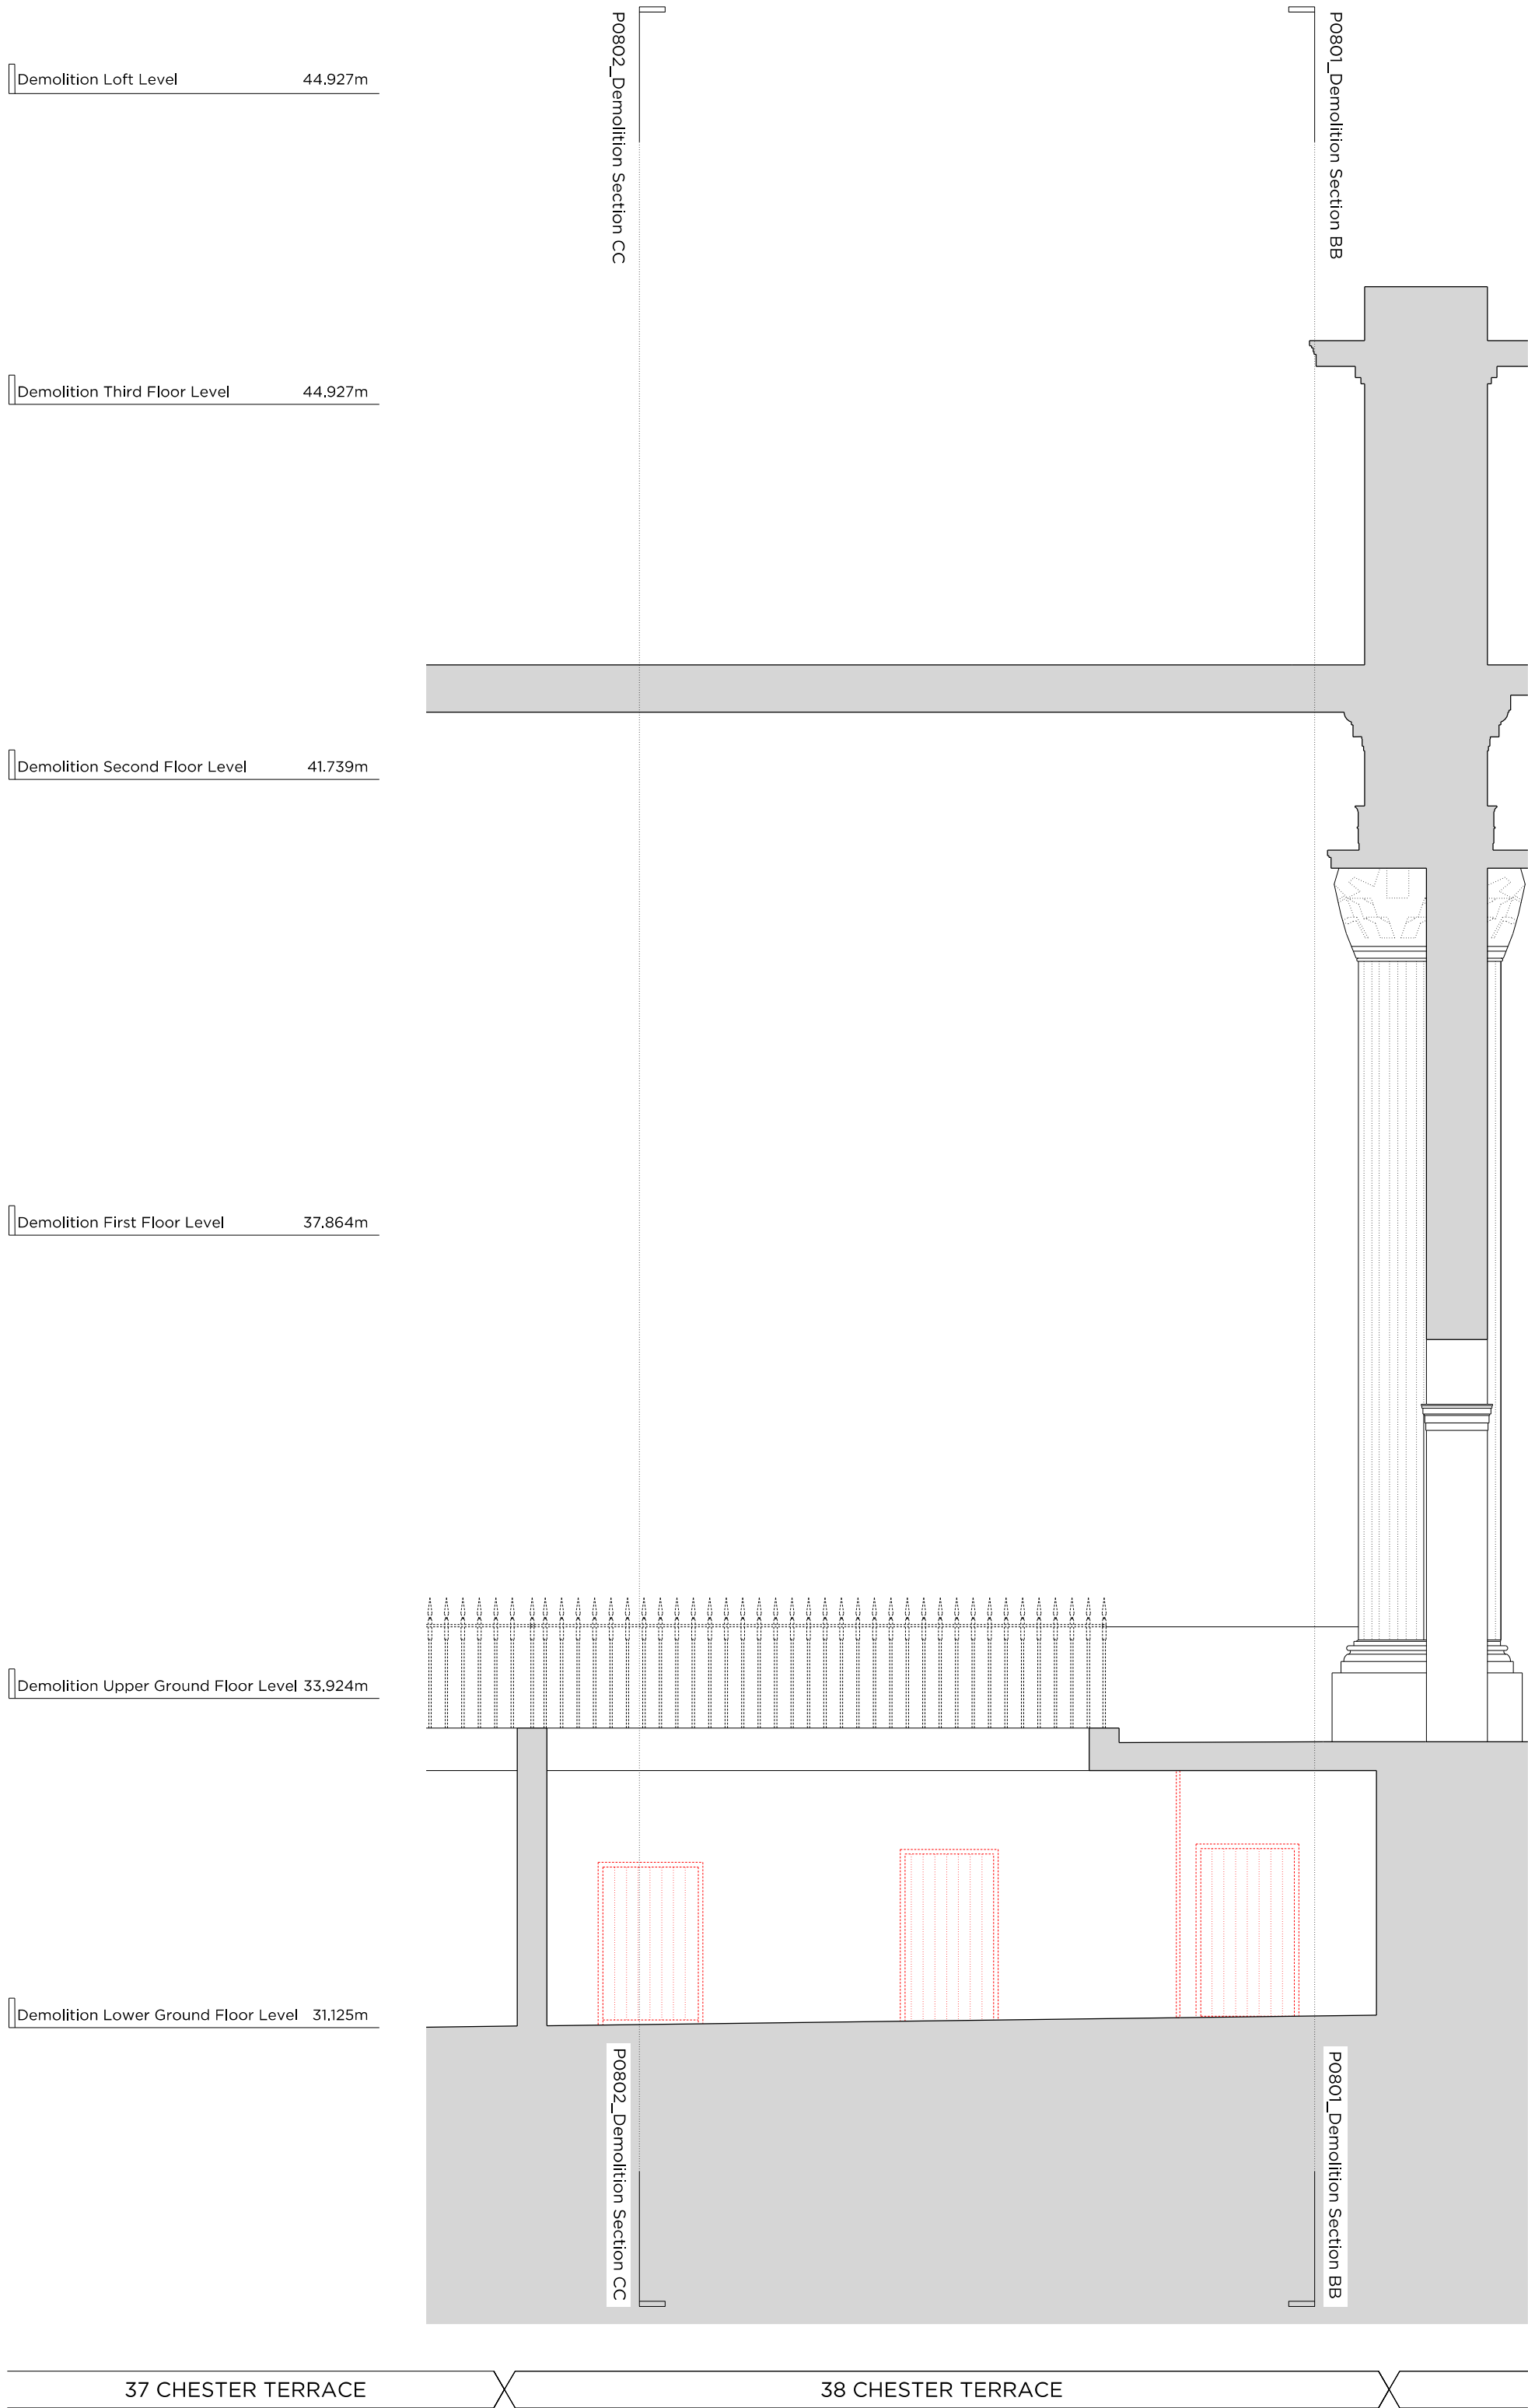 P0802_Demolition Section CC
P0801_Demolition Section BB
Demolition Loft Level 44.927m
Demolition Third Floor Level 44.927m
Demolition Second Floor Level 41.739m
Demolition First Floor Level 37.864m
Demolition Upper Ground Floor Level 33.924m
Demolition Lower Ground Floor Level 31.125m
P0802_Demolition Section CC
P0801_Demolition Section BB
37 CHESTER TERRACE
38 CHESTER TERRACE